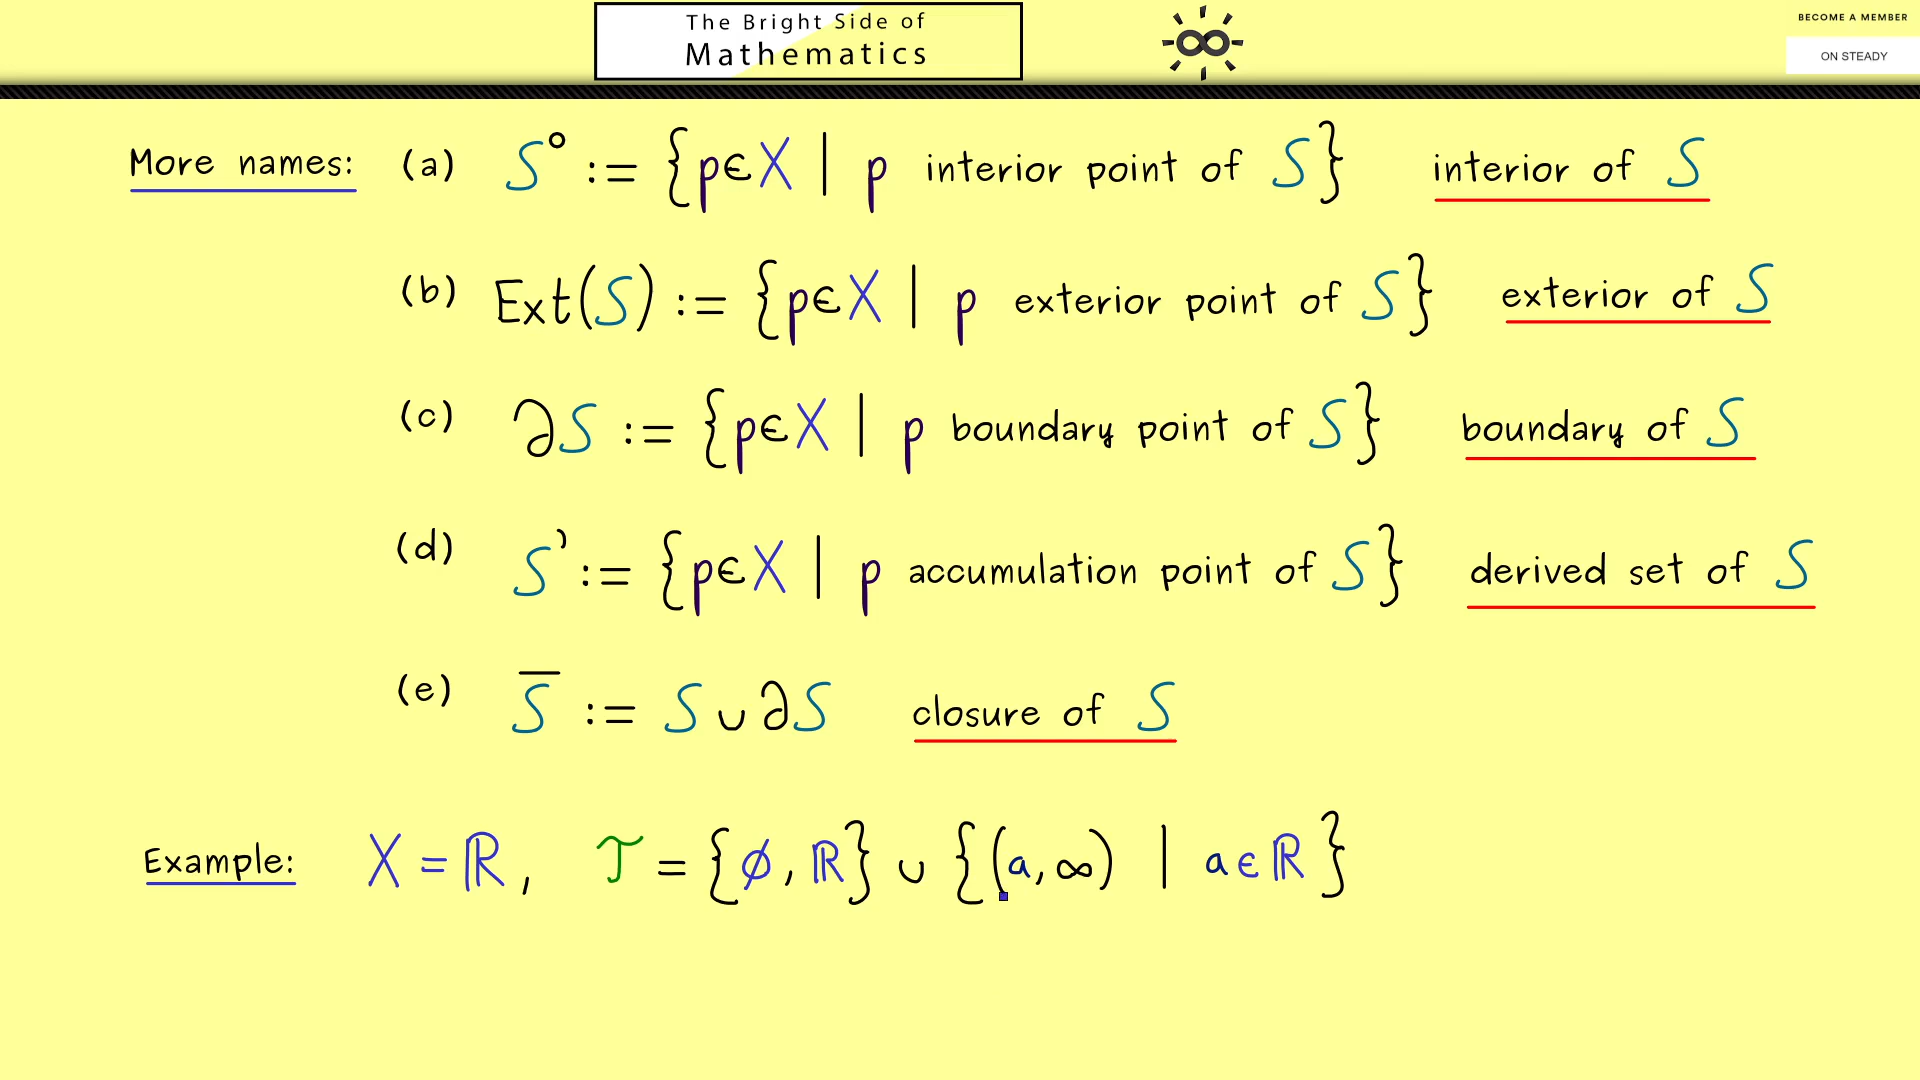 The Bright Side of
Mathematics
BECOME A MEMBER
ON STEADY
More names: (a) S° := {p∈X | p interior point of S} interior of S
(b) Ext(S) := {p∈X | p exterior point of S} exterior of S
(c) ∂S := {p∈X | p boundary point of S} boundary of S
(d) S' := {p∈X | p accumulation point of S} derived set of S
(e) S̅ := S ∪ ∂S closure of S
Example: X = ℝ, 𝒯 = {∅, ℝ} ∪ {(a, ∞) | a∈ℝ}